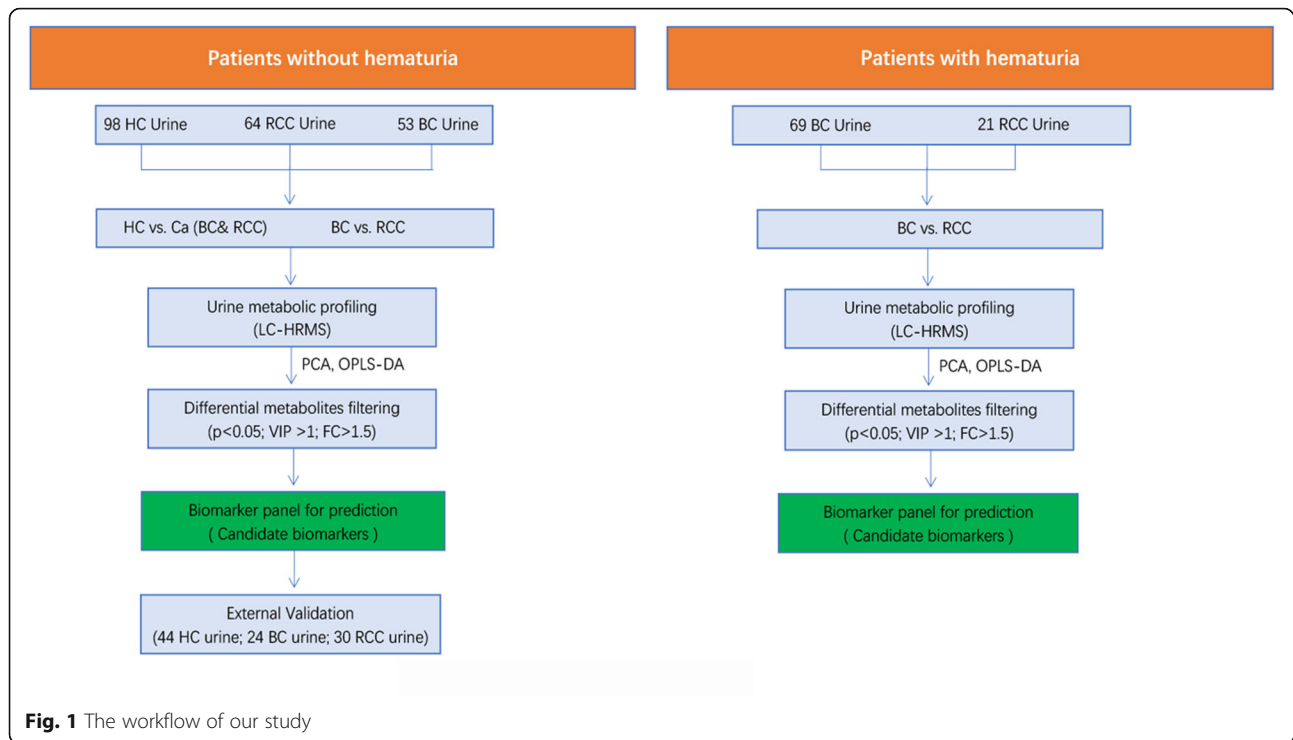 Patients without hematuria
98 HC Urine 64 RCC Urine 53 BC Urine
HC vs. Ca (BC& RCC) BC vs. RCC
Urine metabolic profiling
(LC-HRMS)
PCA, OPLS-DA
Differential metabolites filtering
(p<0.05; VIP >1; FC>1.5)
Biomarker panel for prediction
( Candidate biomarkers )
External Validation
(44 HC urine; 24 BC urine; 30 RCC urine)
Patients with hematuria
69 BC Urine 21 RCC Urine
BC vs. RCC
Urine metabolic profiling
(LC-HRMS)
PCA, OPLS-DA
Differential metabolites filtering
(p<0.05; VIP >1; FC>1.5)
Biomarker panel for prediction
( Candidate biomarkers )
Fig. 1 The workflow of our study